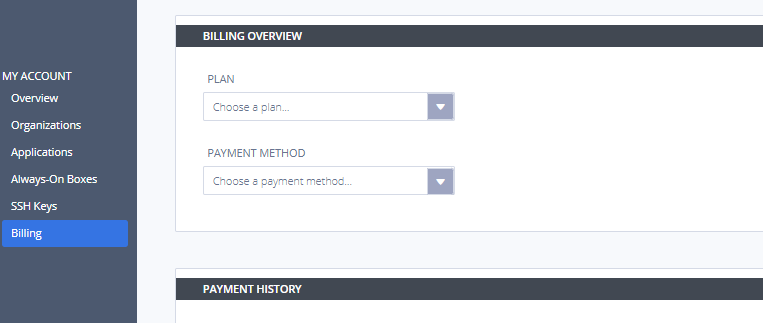 MY ACCOUNT
Overview
Organizations
Applications
Always-On Boxes
SSH Keys
Billing
BILLING OVERVIEW
PLAN
Choose a plan...
PAYMENT METHOD
Choose a payment method...
PAYMENT HISTORY